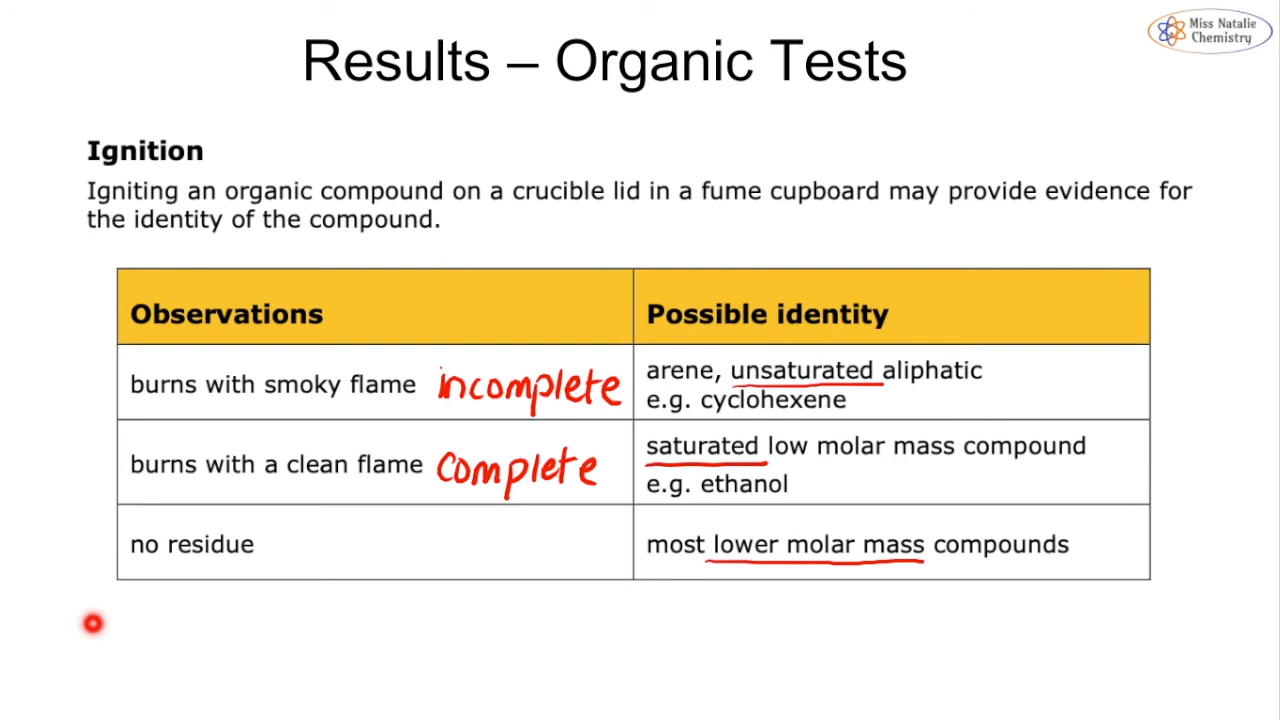 Miss Natalie
Chemistry
Results – Organic Tests
Ignition
Igniting an organic compound on a crucible lid in a fume cupboard may provide evidence for
the identity of the compound.
Observations
Possible identity
burns with smoky flame incomplete
arene, unsaturated aliphatic
e.g. cyclohexene
burns with a clean flame complete
saturated low molar mass compound
e.g. ethanol
no residue
most lower molar mass compounds